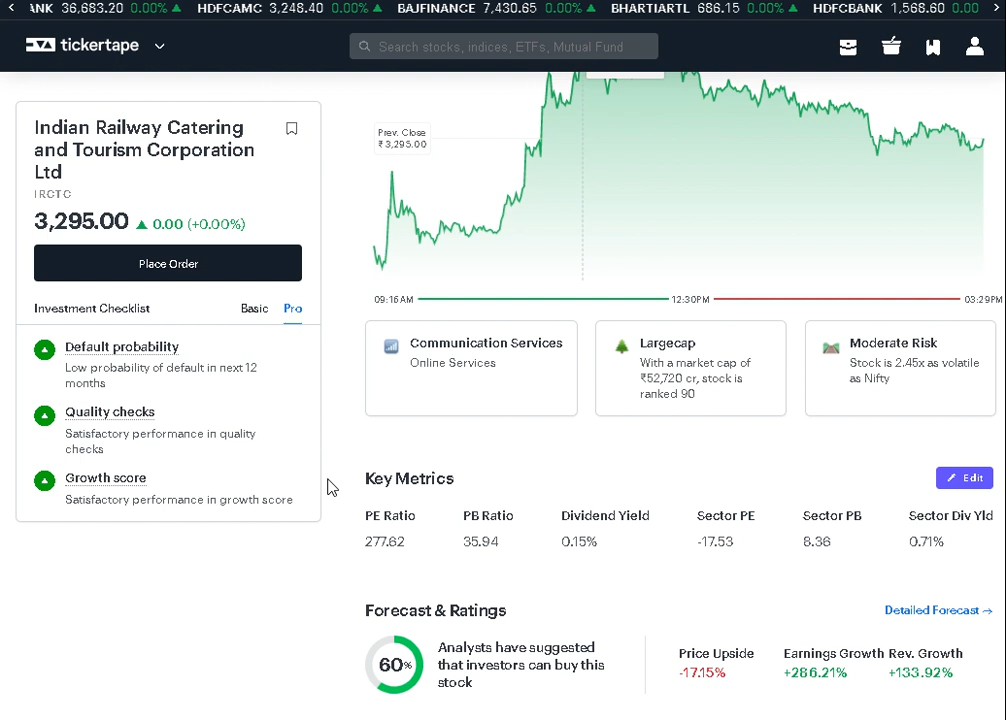 ANK 36,683.20 0.00% ▲ HDFCAMC 3,248.40 0.00% ▲ BAJFINANCE 7,430.65 0.00% ▲ BHARTIARTL 686.15 0.00% ▲ HDFCBANK 1,568.60 0.00
tickertape
Search stocks, indices, ETFs, Mutual Fund
Indian Railway Catering
and Tourism Corporation
Ltd
IRCTC
3,295.00 ▲ 0.00 (+0.00%)
Place Order
Investment Checklist Basic Pro
Default probability
Low probability of default in next 12
months
Quality checks
Satisfactory performance in quality
checks
Growth score
Satisfactory performance in growth score
Prev. Close
₹ 3,295.00
09:16AM 12:30PM 03:29PM
Communication Services
Online Services
Largecap
With a market cap of
₹52,720 cr, stock is
ranked 90
Moderate Risk
Stock is 2.45x as volatile
as Nifty
Key Metrics
Edit
PE Ratio PB Ratio Dividend Yield Sector PE Sector PB Sector Div Yld
277.62 35.94 0.15% -17.53 8.36 0.71%
Forecast & Ratings
Detailed Forecast →
60%
Analysts have suggested
that investors can buy this
stock
Price Upside Earnings Growth Rev. Growth
-17.15% +286.21% +133.92%